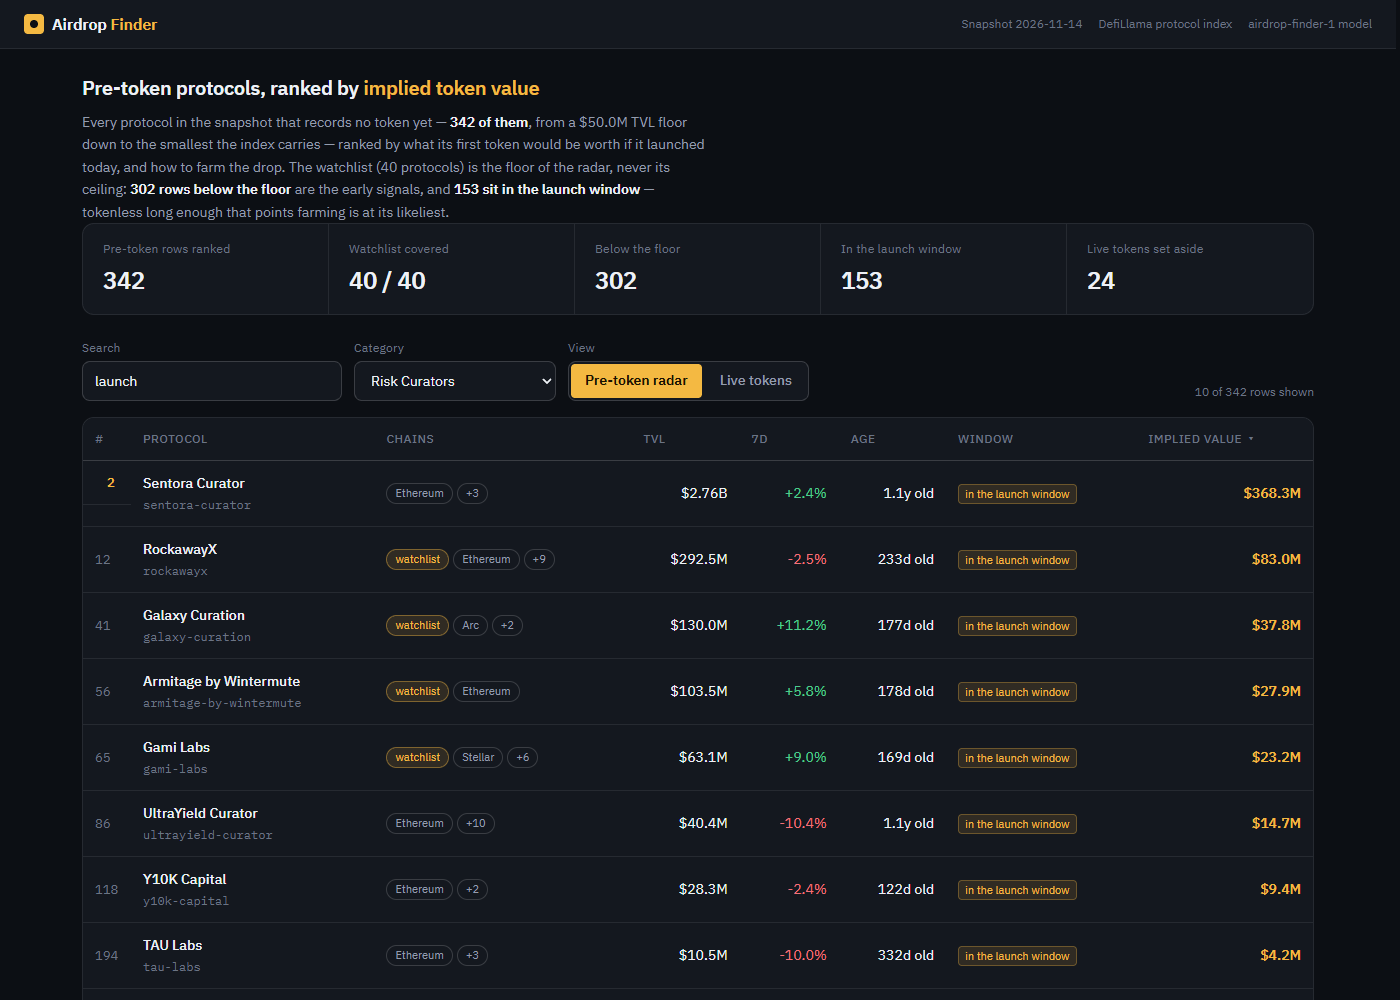 Airdrop Finder
Snapshot 2026-11-14 DefiLlama protocol index airdrop-finder-1 model
Pre-token protocols, ranked by implied token value
Every protocol in the snapshot that records no token yet — 342 of them, from a $50.0M TVL floor
down to the smallest the index carries — ranked by what its first token would be worth if it launched
today, and how to farm the drop. The watchlist (40 protocols) is the floor of the radar, never its
ceiling: 302 rows below the floor are the early signals, and 153 sit in the launch window —
tokenless long enough that points farming is at its likeliest.
Pre-token rows ranked Watchlist covered Below the floor In the launch window Live tokens set aside
342 40 / 40 302 153 24
Search Category View
launch Risk Curators Pre-token radar Live tokens
10 of 342 rows shown
# PROTOCOL CHAINS TVL 7D AGE WINDOW IMPLIED VALUE
2 Sentora Curator Ethereum +3 $2.76B +2.4% 1.1y old in the launch window $368.3M
sentora-curator
12 RockawayX watchlist Ethereum +9 $292.5M -2.5% 233d old in the launch window $83.0M
rockawayx
41 Galaxy Curation watchlist Arc +2 $130.0M +11.2% 177d old in the launch window $37.8M
galaxy-curation
56 Armitage by Wintermute watchlist Ethereum $103.5M +5.8% 178d old in the launch window $27.9M
armitage-by-wintermute
65 Gami Labs watchlist Stellar +6 $63.1M +9.0% 169d old in the launch window $23.2M
gami-labs
86 UltraYield Curator Ethereum +10 $40.4M -10.4% 1.1y old in the launch window $14.7M
ultrayield-curator
118 Y10K Capital Ethereum +2 $28.3M -2.4% 122d old in the launch window $9.4M
y10k-capital
194 TAU Labs Ethereum +3 $10.5M -10.0% 332d old in the launch window $4.2M
tau-labs